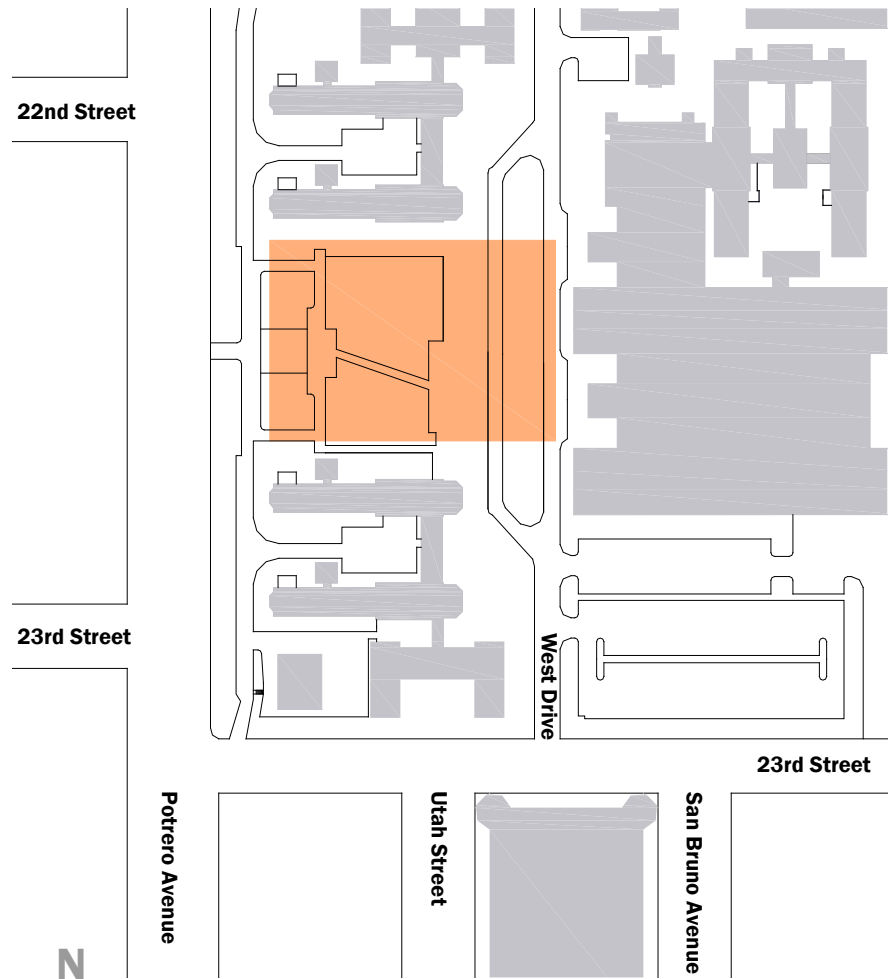 22nd Street
23rd Street
West Drive
23rd Street
Potrero Avenue
Utah Street
San Bruno Avenue
N